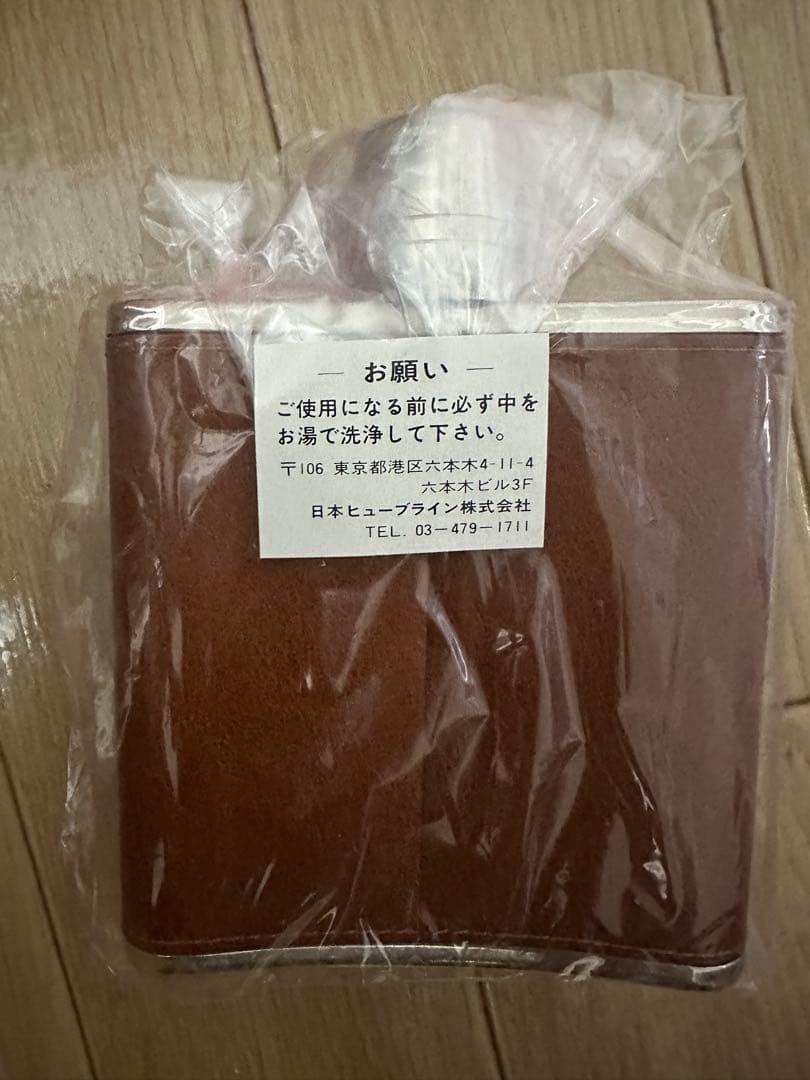 ― お願い ―
ご使用になる前に必ず中を
お湯で洗浄して下さい。
〒106 東京都港区六本木4-11-4
六本木ビル3F
日本ヒューブライン株式会社
TEL. 03－479－1711